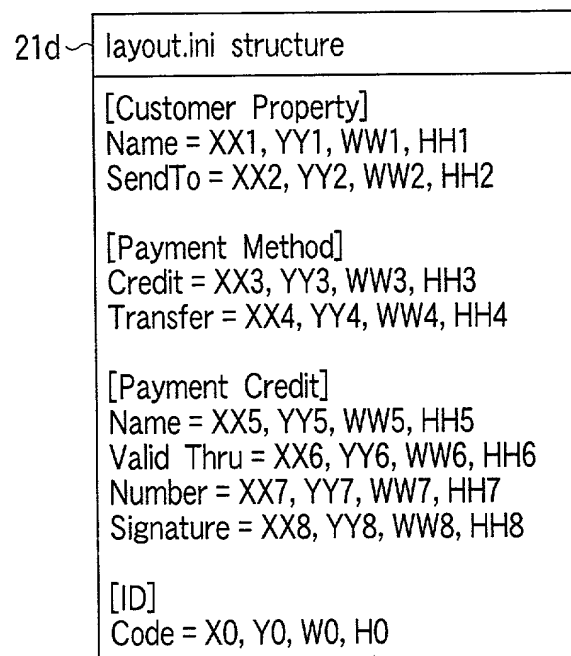 21d
layout.ini structure
[Customer Property]
Name = XX1, YY1, WW1, HH1
SendTo = XX2, YY2, WW2, HH2
[Payment Method]
Credit = XX3, YY3, WW3, HH3
Transfer = XX4, YY4, WW4, HH4
[Payment Credit]
Name = XX5, YY5, WW5, HH5
Valid Thru = XX6, YY6, WW6, HH6
Number = XX7, YY7, WW7, HH7
Signature = XX8, YY8, WW8, HH8
[ID]
Code = X0, Y0, W0, H0